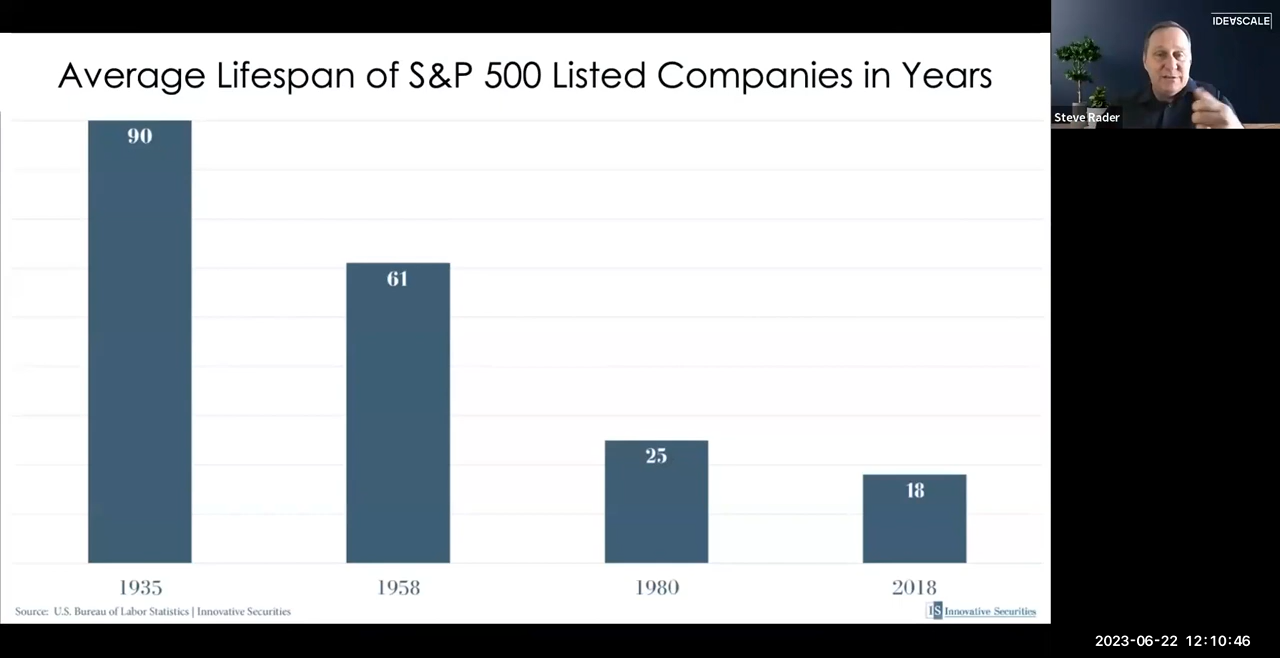 Average Lifespan of S&P 500 Listed Companies in Years
IDEⱯSCALE
Steve Rader
90
61
25
18
1935
1958
1980
2018
Source: U.S. Bureau of Labor Statistics | Innovative Securities
IS Innovative Securities
2023-06-22 12:10:46